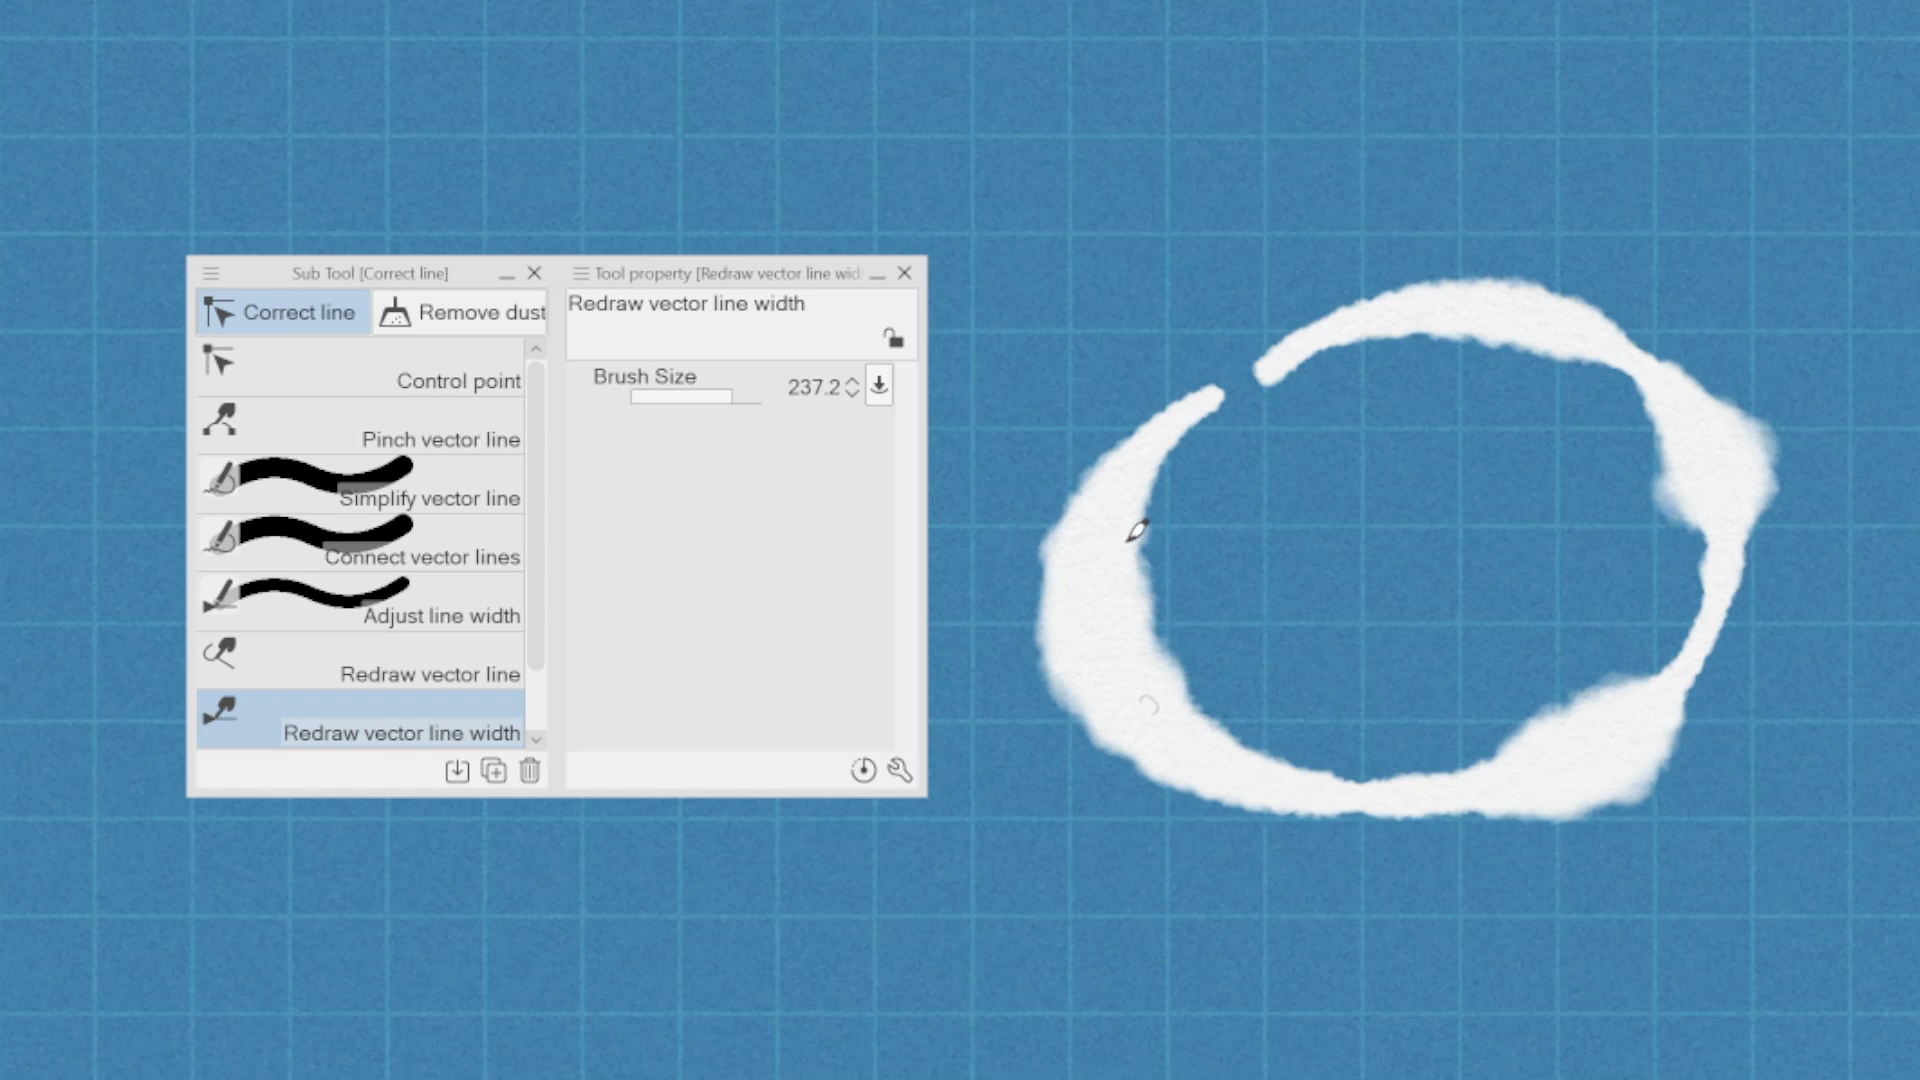 Sub Tool [Correct line]
Correct line
Remove dust
Control point
Pinch vector line
Simplify vector line
Connect vector lines
Adjust line width
Redraw vector line
Redraw vector line width
Tool property [Redraw vector line wid
Redraw vector line width
Brush Size
237.2